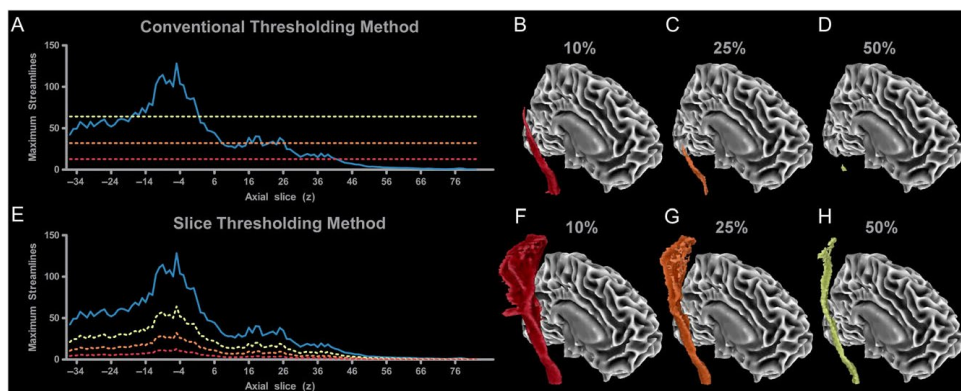 A
Conventional Thresholding Method
Maximum Streamlines
150
100
50
0
−34 −24 −14 −4 6 16 26 36 46 56 66 76
Axial slice (z)
B
10%
C
25%
D
50%
E
Slice Thresholding Method
Maximum Streamlines
150
100
50
0
−34 −24 −14 −4 6 16 26 36 46 56 66 76
Axial slice (z)
F
10%
G
25%
H
50%